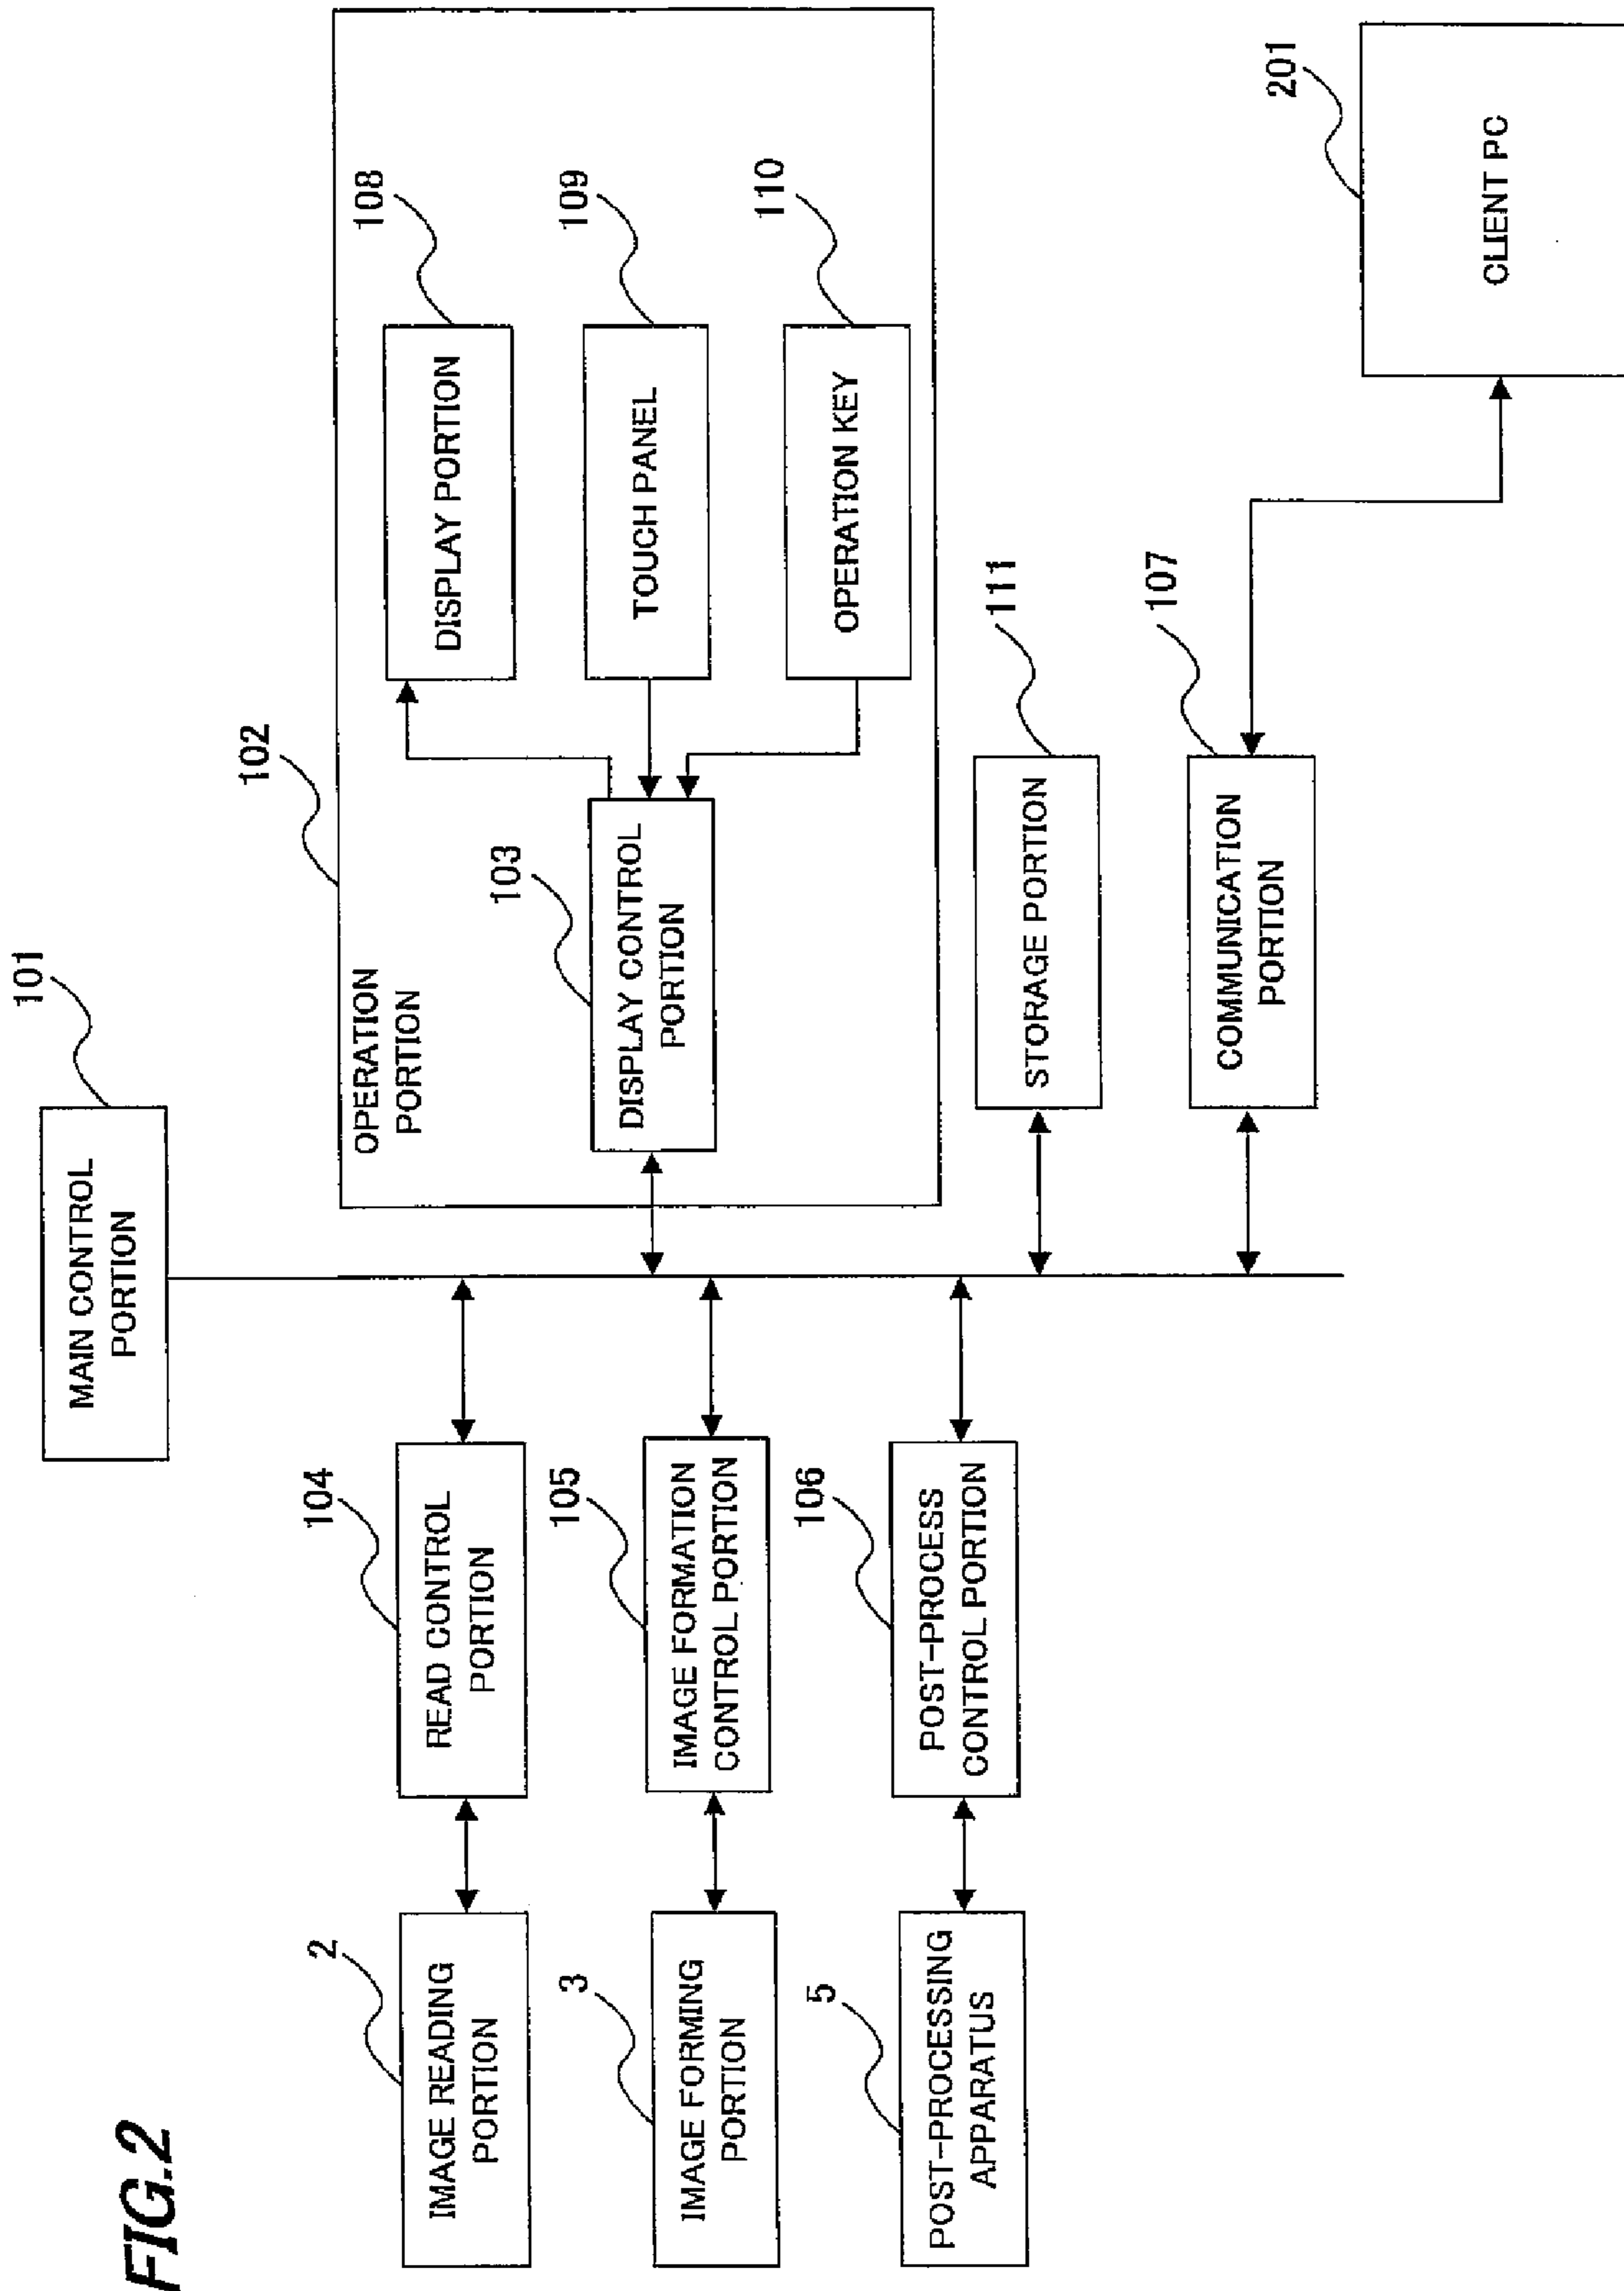 FIG.2
101
MAIN CONTROL
PORTION
2
IMAGE READING
PORTION
104
READ CONTROL
PORTION
3
IMAGE FORMING
PORTION
105
IMAGE FORMATION
CONTROL PORTION
5
POST-PROCESSING
APPARATUS
106
POST-PROCESS
CONTROL PORTION
102
OPERATION
PORTION
103
DISPLAY CONTROL
PORTION
108
DISPLAY PORTION
109
TOUCH PANEL
110
OPERATION KEY
111
STORAGE PORTION
107
COMMUNICATION
PORTION
201
CLIENT PC